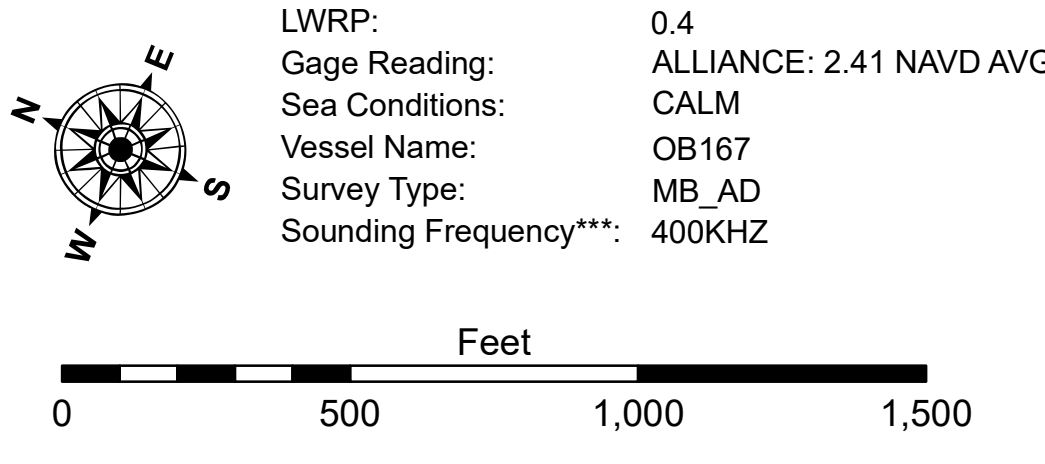 N
E
S
W
LWRP: 0.4
Gage Reading: ALLIANCE: 2.41 NAVD AVG
Sea Conditions: CALM
Vessel Name: OB167
Survey Type: MB_AD
Sounding Frequency***: 400KHZ
Feet
0 500 1,000 1,500